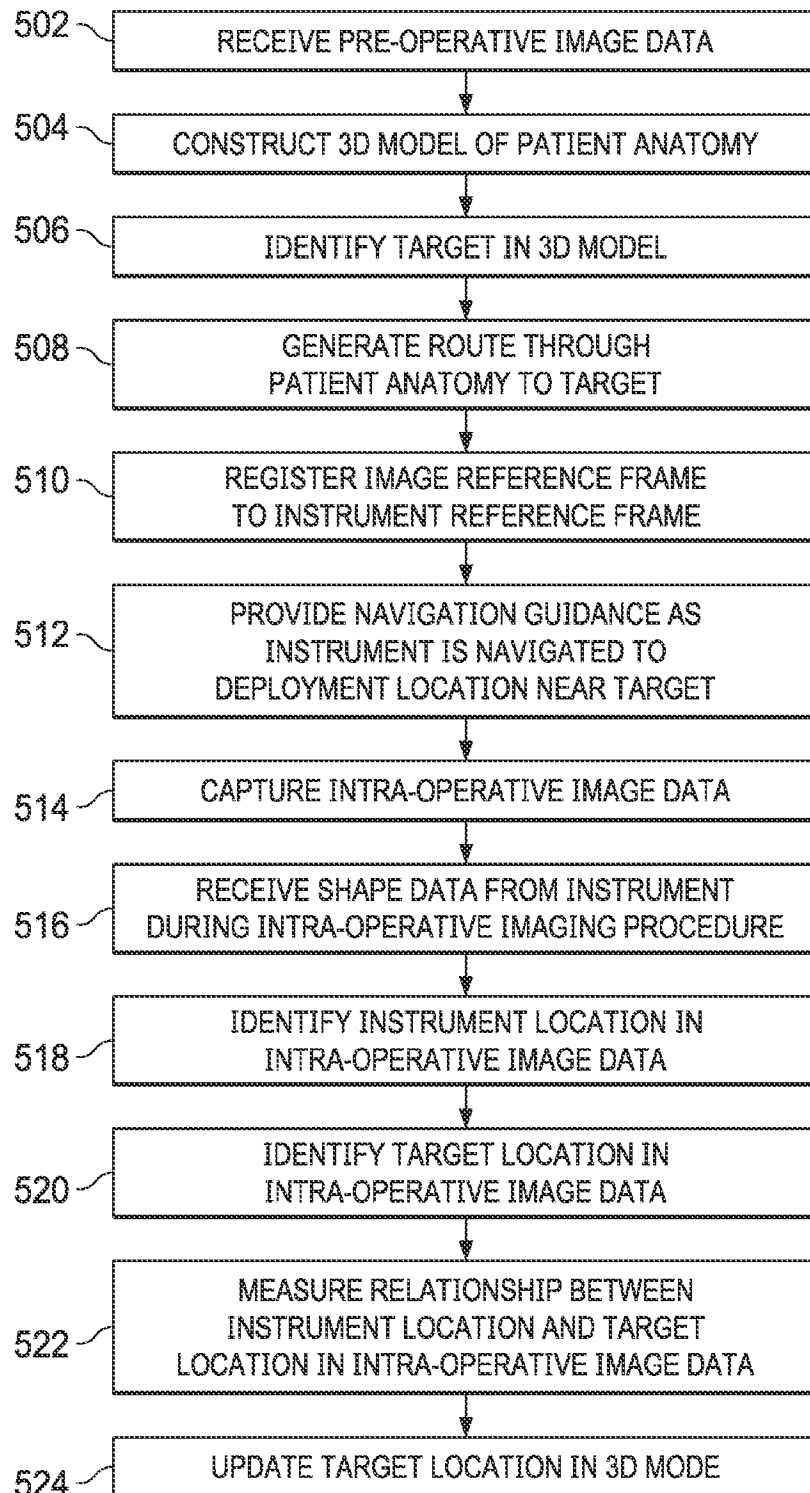 502
RECEIVE PRE-OPERATIVE IMAGE DATA
504
CONSTRUCT 3D MODEL OF PATIENT ANATOMY
506
IDENTIFY TARGET IN 3D MODEL
508
GENERATE ROUTE THROUGH
PATIENT ANATOMY TO TARGET
510
REGISTER IMAGE REFERENCE FRAME
TO INSTRUMENT REFERENCE FRAME
512
PROVIDE NAVIGATION GUIDANCE AS
INSTRUMENT IS NAVIGATED TO
DEPLOYMENT LOCATION NEAR TARGET
514
CAPTURE INTRA-OPERATIVE IMAGE DATA
516
RECEIVE SHAPE DATA FROM INSTRUMENT
DURING INTRA-OPERATIVE IMAGING PROCEDURE
518
IDENTIFY INSTRUMENT LOCATION IN
INTRA-OPERATIVE IMAGE DATA
520
IDENTIFY TARGET LOCATION IN
INTRA-OPERATIVE IMAGE DATA
522
MEASURE RELATIONSHIP BETWEEN
INSTRUMENT LOCATION AND TARGET
LOCATION IN INTRA-OPERATIVE IMAGE DATA
524
UPDATE TARGET LOCATION IN 3D MODE